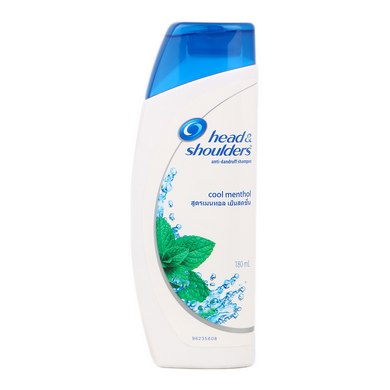 head &
shoulders
anti-dandruff shampoo
cool menthol
สูตรเมนทอล เย็นสดชื่น
180 ml.
96235608